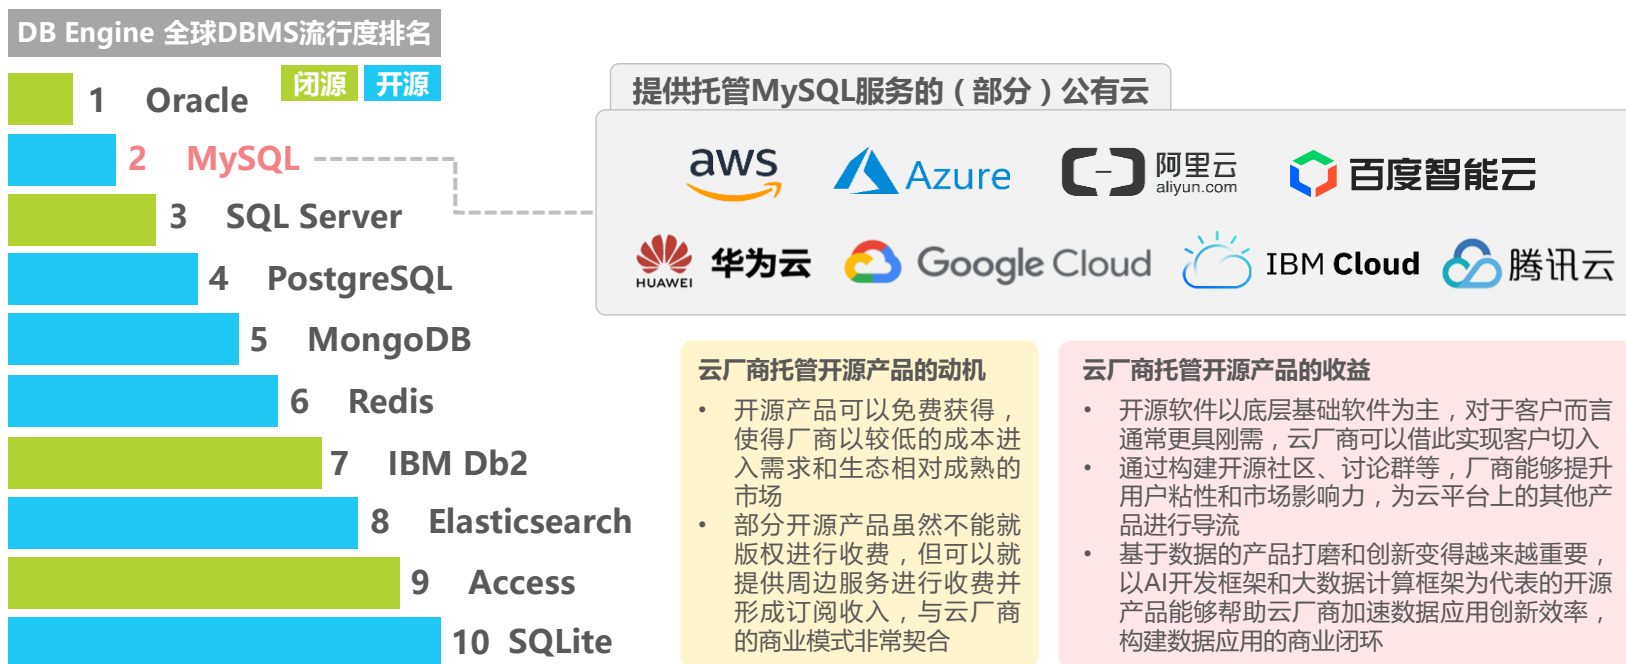 DB Engine 全球DBMS流行度排名
闭源 开源
1 Oracle
2 MySQL
3 SQL Server
4 PostgreSQL
5 MongoDB
6 Redis
7 IBM Db2
8 Elasticsearch
9 Access
10 SQLite
提供托管MySQL服务的（部分）公有云
aws
Azure
阿里云
aliyun.com
百度智能云
HUAWEI
华为云
Google Cloud
IBM Cloud
腾讯云
云厂商托管开源产品的动机
• 开源产品可以免费获得，
使得厂商以较低的成本进
入需求和生态相对成熟的
市场
• 部分开源产品虽然不能就
版权进行收费，但可以就
提供周边服务进行收费并
形成订阅收入，与云厂商
的商业模式非常契合
云厂商托管开源产品的收益
• 开源软件以底层基础软件为主，对于客户而言
通常更具刚需，云厂商可以借此实现客户切入
• 通过构建开源社区、讨论群等，厂商能够提升
用户粘性和市场影响力，为云平台上的其他产
品进行导流
• 基于数据的产品打磨和创新变得越来越重要，
以AI开发框架和大数据计算框架为代表的开源
产品能够帮助云厂商加速数据应用创新效率，
构建数据应用的商业闭环